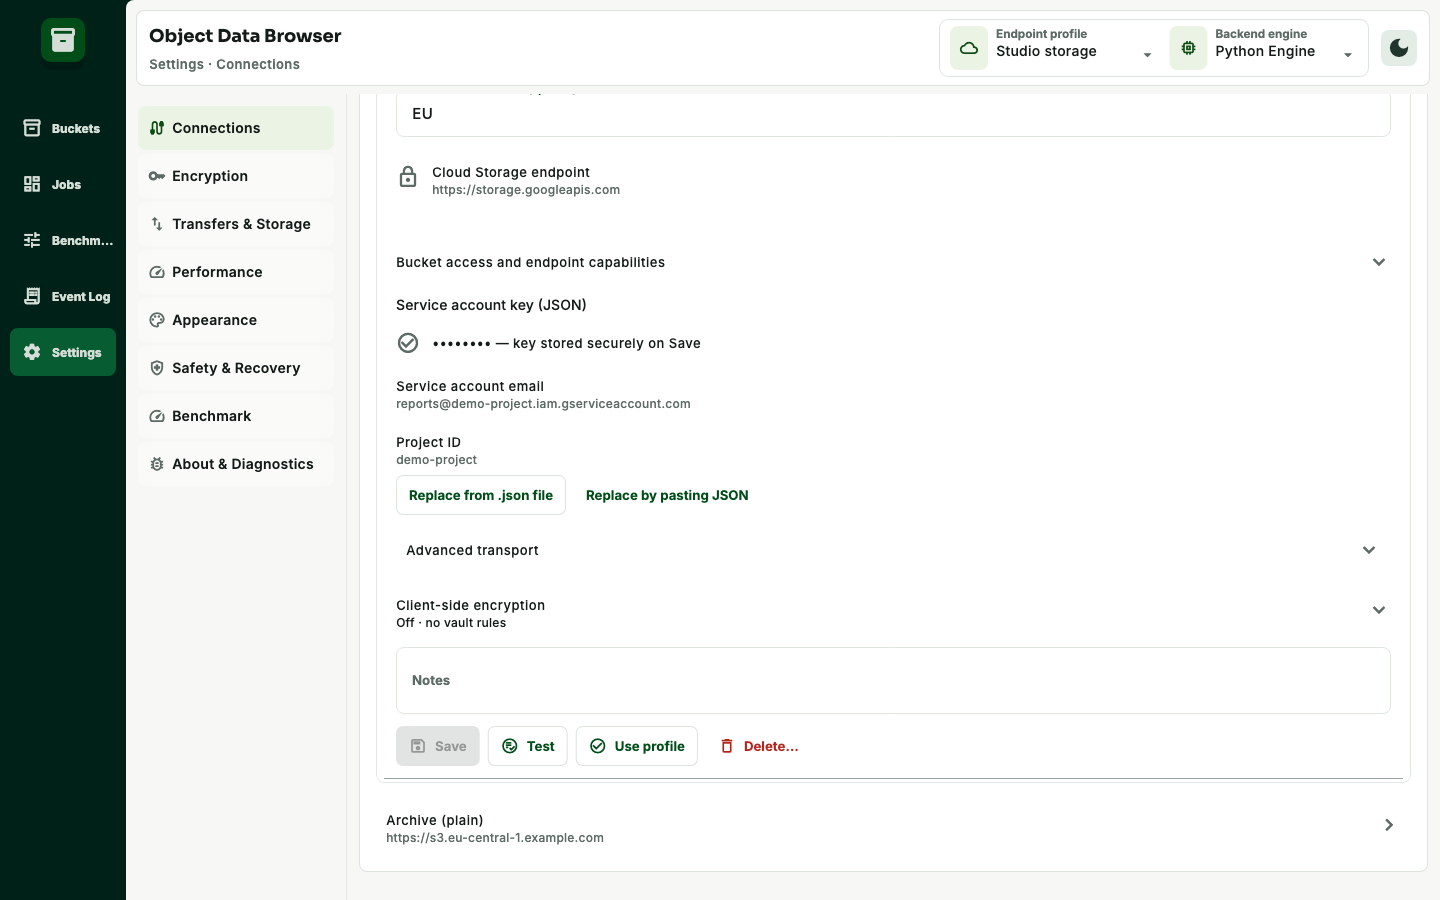 Object Data Browser
Settings · Connections
Endpoint profile
Studio storage
Backend engine
Python Engine
Buckets
Jobs
Benchm...
Event Log
Settings
Connections
Encryption
Transfers & Storage
Performance
Appearance
Safety & Recovery
Benchmark
About & Diagnostics
EU
Cloud Storage endpoint
https://storage.googleapis.com
Bucket access and endpoint capabilities
Service account key (JSON)
•••••••• — key stored securely on Save
Service account email
reports@demo-project.iam.gserviceaccount.com
Project ID
demo-project
Replace from .json file
Replace by pasting JSON
Advanced transport
Client-side encryption
Off · no vault rules
Notes
Save
Test
Use profile
Delete...
Archive (plain)
https://s3.eu-central-1.example.com